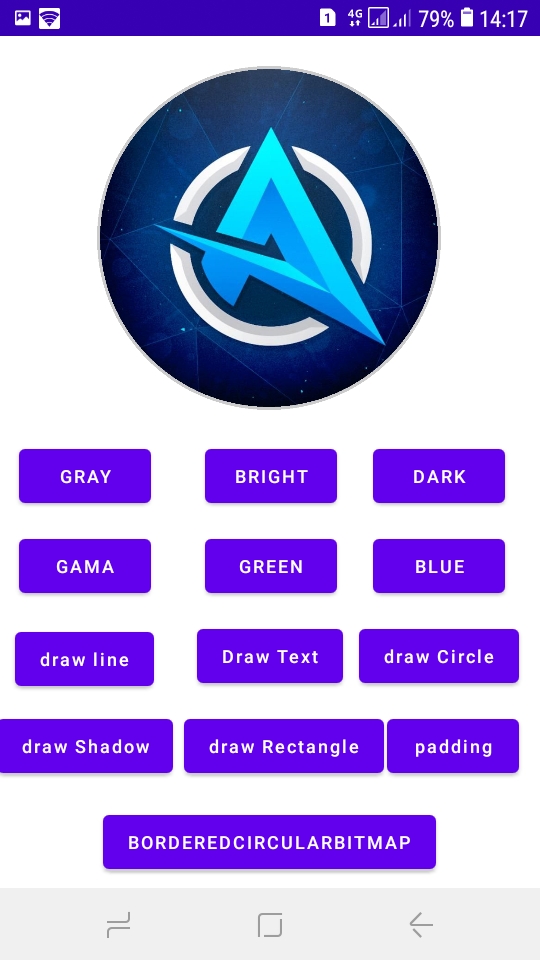 1 4G 79% 14:17
GRAY BRIGHT DARK
GAMA GREEN BLUE
draw line Draw Text draw Circle
draw Shadow draw Rectangle padding
BORDEREDCIRCULARBITMAP